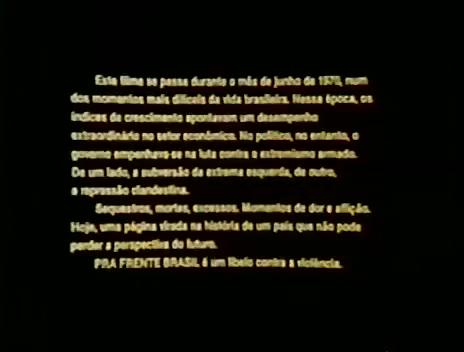 Este filme se passa durante o mês de junho de 1970, num
dos momentos mais difíceis da vida brasileira. Nessa época, os
índices de crescimento apontavam um desempenho
extraordinário no setor econômico. No político, no entanto, o
governo empenhava-se na luta contra o extremismo armado.
De um lado, a subversão da extrema esquerda, de outro,
a repressão clandestina.
Sequestros, mortes, excessos. Momentos de dor e aflição.
Hoje, uma página virada na história de um país que não pode
perder a perspectiva do futuro.
PRA FRENTE BRASIL é um libelo contra a violência.